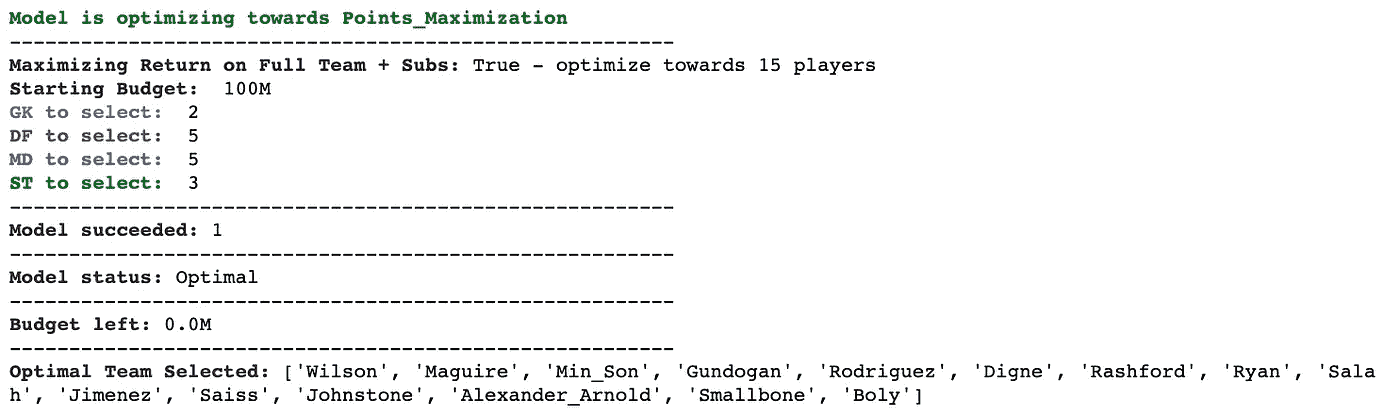 Model is optimizing towards Points_Maximization
-------------------------------------------------------
Maximizing Return on Full Team + Subs: True - optimize towards 15 players
Starting Budget:  100M
GK to select:  2
DF to select:  5
MD to select:  5
ST to select:  3
-------------------------------------------------------
Model succeeded: 1
-------------------------------------------------------
Model status: Optimal
-------------------------------------------------------
Budget left: 0.0M
-------------------------------------------------------
Optimal Team Selected: ['Wilson', 'Maguire', 'Min_Son', 'Gundogan', 'Rodriguez', 'Digne', 'Rashford', 'Ryan', 'Sala
h', 'Jimenez', 'Saiss', 'Johnstone', 'Alexander_Arnold', 'Smallbone', 'Boly']